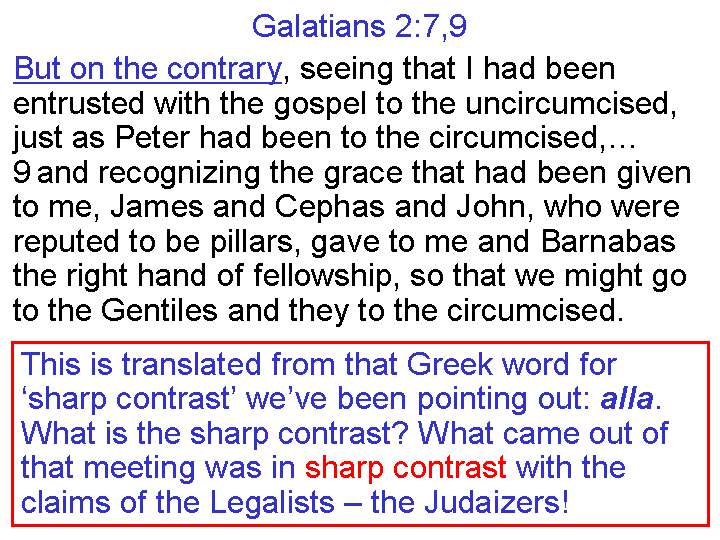 Galatians 2:7,9
But on the contrary, seeing that I had been
entrusted with the gospel to the uncircumcised,
just as Peter had been to the circumcised,…
9 and recognizing the grace that had been given
to me, James and Cephas and John, who were
reputed to be pillars, gave to me and Barnabas
the right hand of fellowship, so that we might go
to the Gentiles and they to the circumcised.
This is translated from that Greek word for
‘sharp contrast’ we’ve been pointing out: alla.
What is the sharp contrast? What came out of
that meeting was in sharp contrast with the
claims of the Legalists – the Judaizers!